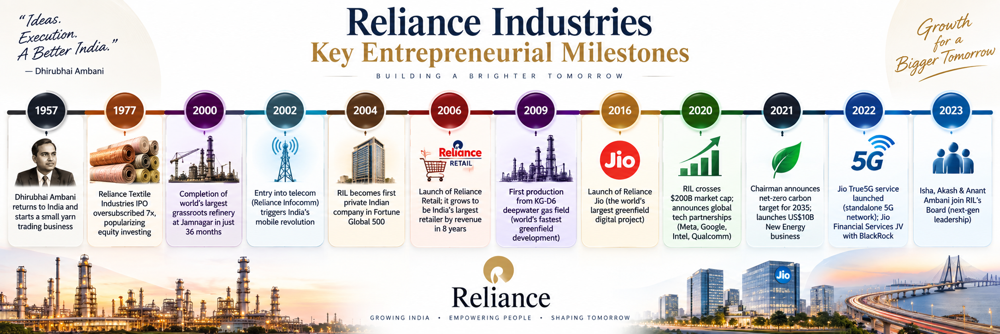 “Ideas.
Execution.
A Better India.”
— Dhirubhai Ambani
Reliance Industries
Key Entrepreneurial Milestones
BUILDING A BRIGHTER TOMORROW
Growth
for a
Bigger Tomorrow
1957
Dhirubhai Ambani
returns to India and
starts a small yarn
trading business
1977
Reliance Textile
Industries IPO
oversubscribed 7x,
popularizing
equity investing
2000
Completion of
world’s largest
grassroots refinery
at Jamnagar in just
36 months
2002
Entry into telecom
(Reliance Infocomm)
triggers India’s
mobile revolution
2004
RIL becomes first
private Indian
company in Fortune
Global 500
2006
Reliance
RETAIL
Launch of Reliance
Retail; it grows to
be India’s largest
retailer by revenue
in 8 years
2009
First production
from KG-D6
deepwater gas field
(world’s fastest
greenfield
development)
2016
Jio
Launch of Reliance
Jio (the world’s
largest greenfield
digital project)
2020
RIL crosses
$200B market cap;
announces global
tech partnerships
(Meta, Google,
Intel, Qualcomm)
2021
Chairman announces
net-zero carbon
target for 2035;
launches US$10B
New Energy
business
2022
5G
Jio True5G service
launched
(standalone 5G
network); Jio
Financial Services JV
with BlackRock
2023
Isha, Akash & Anant
Ambani join RIL’s
Board (next-gen
leadership)
Jio
Reliance
GROWING INDIA • EMPOWERING PEOPLE • SHAPING TOMORROW